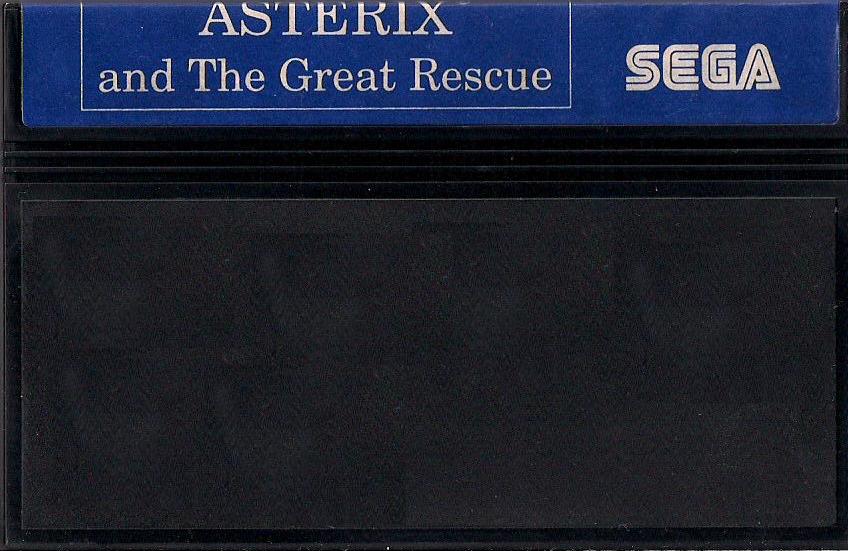 ASTERIX
and The Great Rescue
SEGA